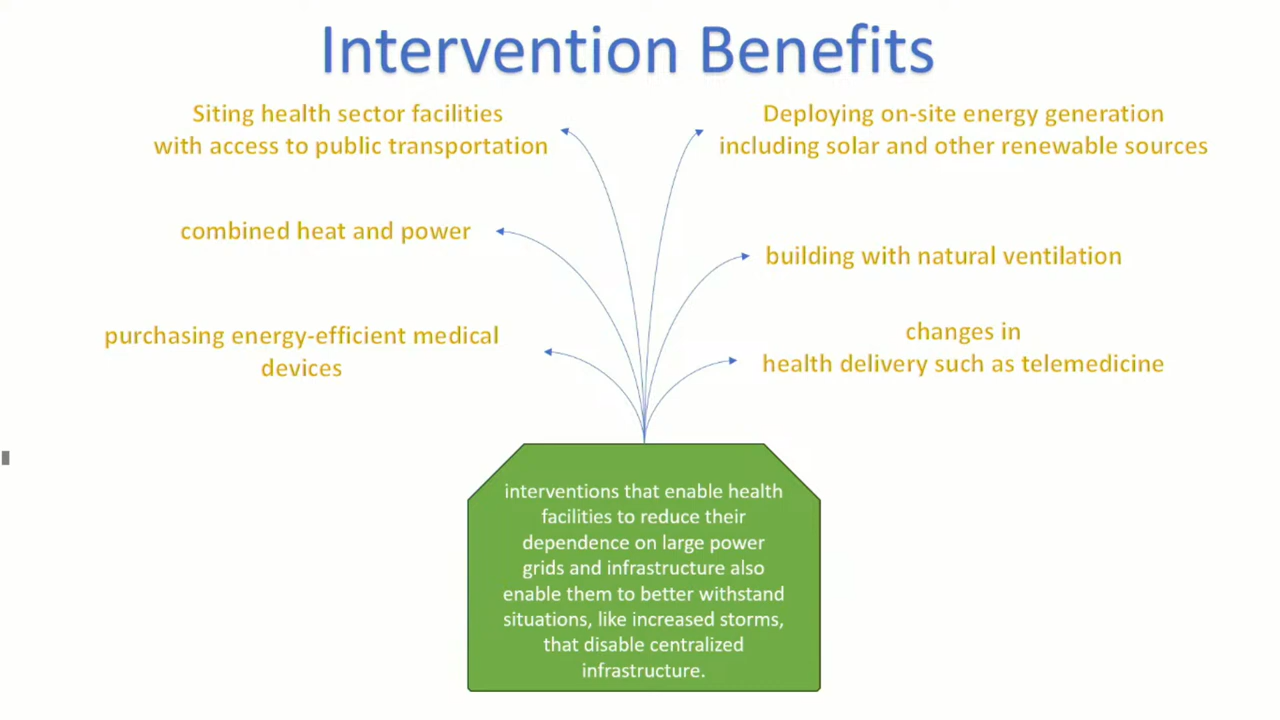 Intervention Benefits
Siting health sector facilities
with access to public transportation
Deploying on-site energy generation
including solar and other renewable sources
combined heat and power
building with natural ventilation
purchasing energy-efficient medical
devices
changes in
health delivery such as telemedicine
interventions that enable health
facilities to reduce their
dependence on large power
grids and infrastructure also
enable them to better withstand
situations, like increased storms,
that disable centralized
infrastructure.